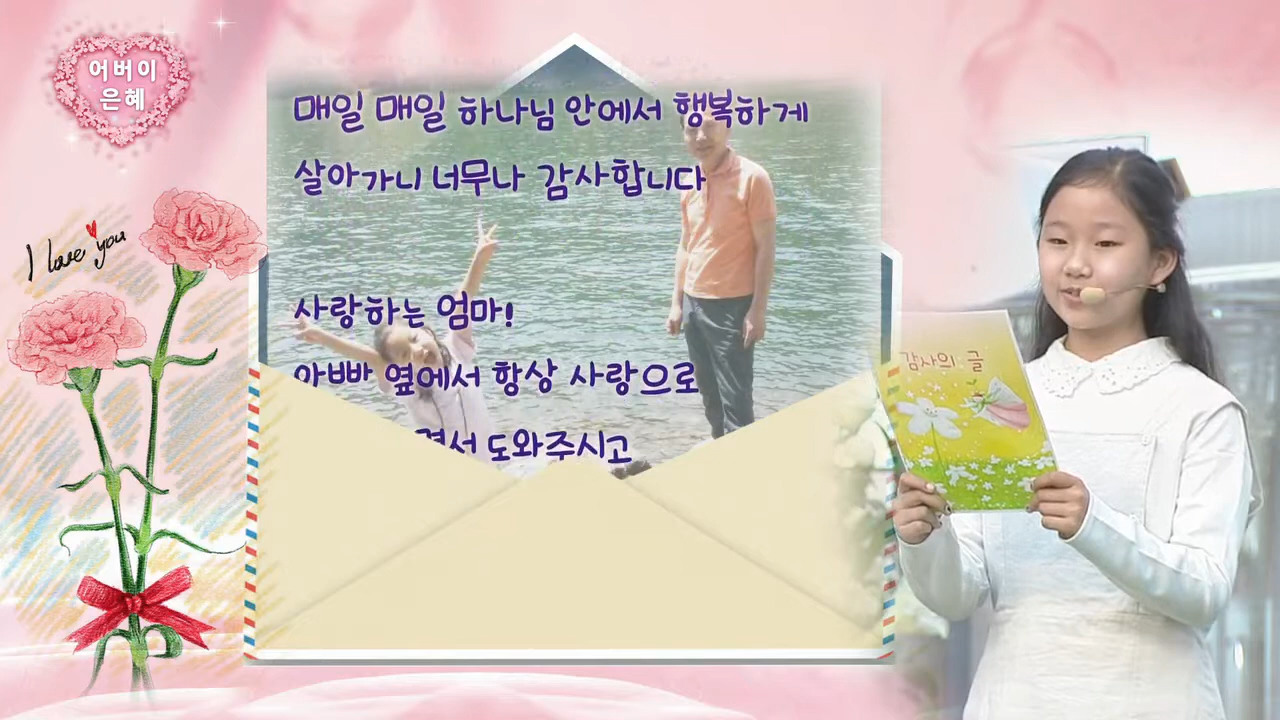 어버이
은혜
I love you
매일 매일 하나님 안에서 행복하게
살아가니 너무나 감사합니다
사랑하는 엄마!
아빠 옆에서 항상 사랑으로
도와주시고
감사의 글